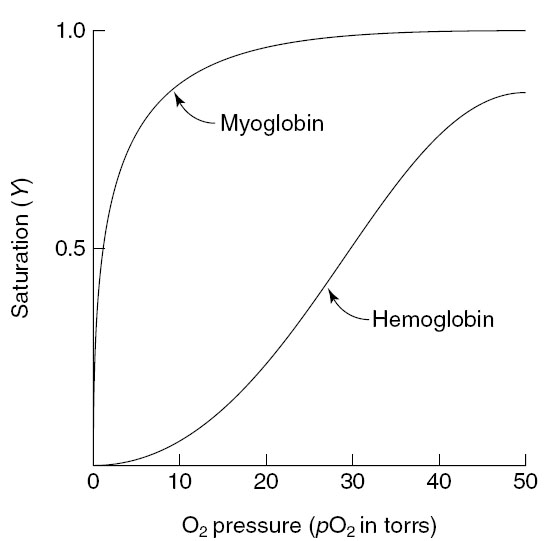 1.0
Myoglobin
Saturation (Y)
0.5
Hemoglobin
0 10 20 30 40 50
O₂ pressure (pO₂ in torrs)